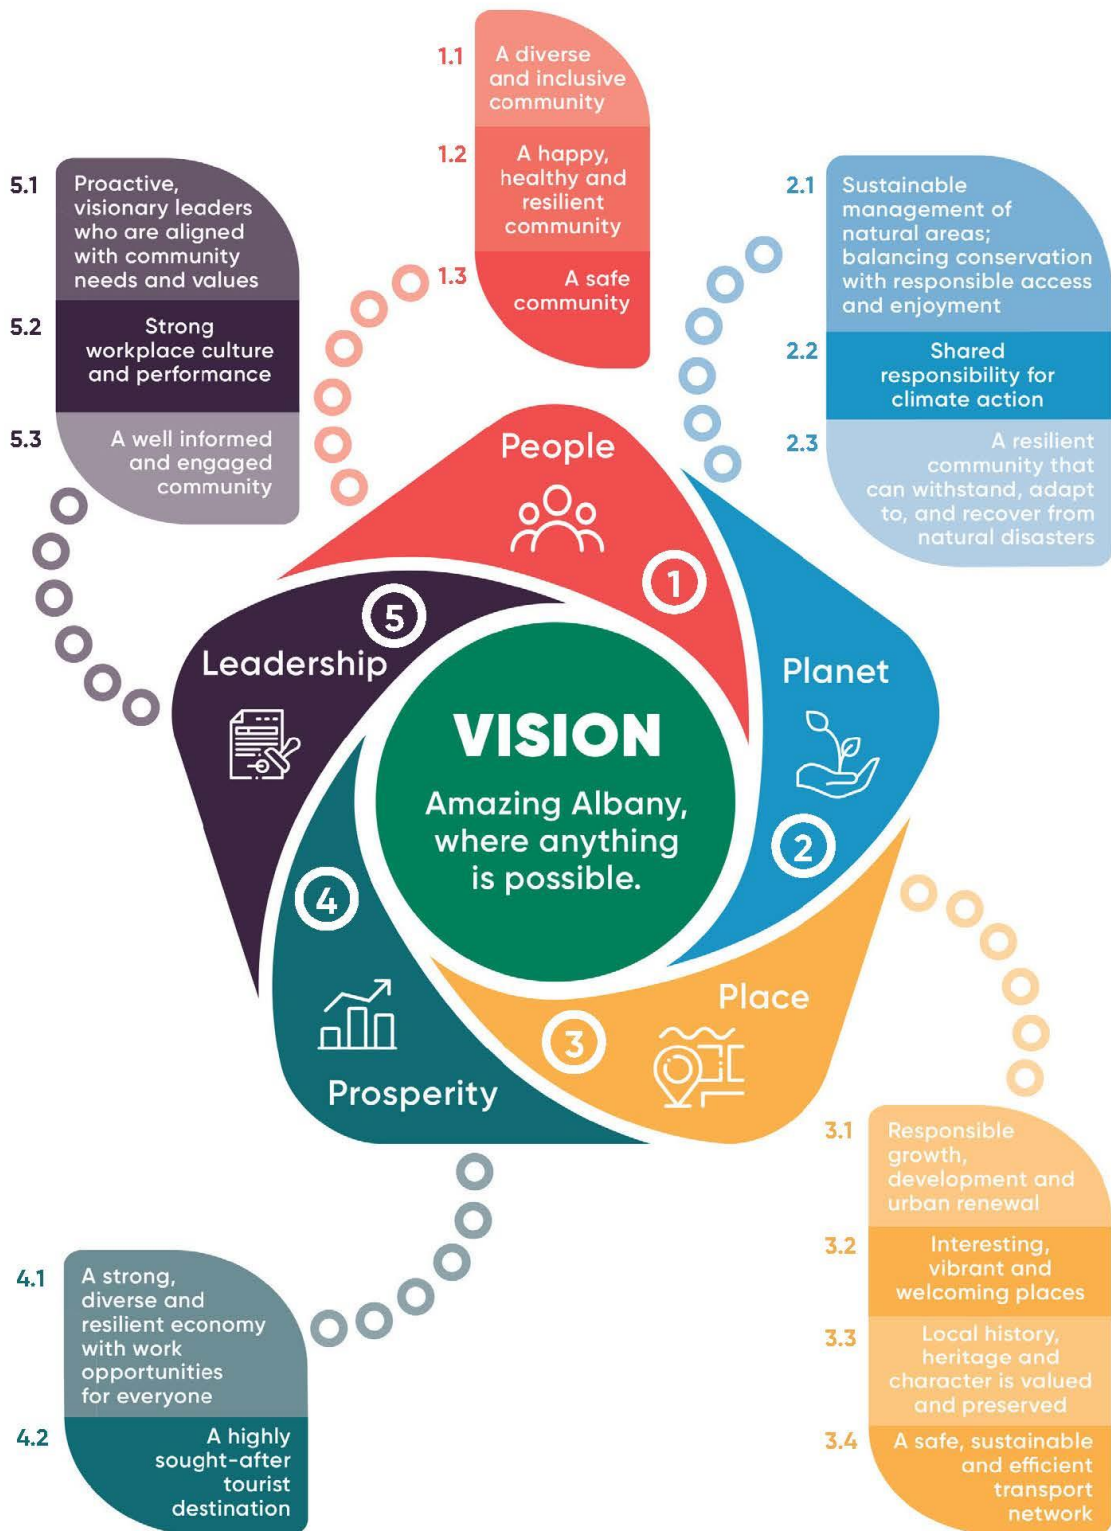 1.1
A diverse
and inclusive
community
1.2
A happy,
healthy and
resilient
community
1.3
A safe
community
5.1
Proactive,
visionary leaders
who are aligned
with community
needs and values
5.2
Strong
workplace culture
and performance
5.3
A well informed
and engaged
community
2.1
Sustainable
management of
natural areas;
balancing conservation
with responsible access
and enjoyment
2.2
Shared
responsibility for
climate action
2.3
A resilient
community that
can withstand, adapt
to, and recover from
natural disasters
People
1
5
Leadership
Planet
2
VISION
Amazing Albany,
where anything
is possible.
4
Prosperity
3
Place
3.1
Responsible
growth,
development and
urban renewal
3.2
Interesting,
vibrant and
welcoming places
3.3
Local history,
heritage and
character is valued
and preserved
3.4
A safe, sustainable
and efficient
transport
network
4.1
A strong,
diverse and
resilient economy
with work
opportunities
for everyone
4.2
A highly
sought-after
tourist
destination